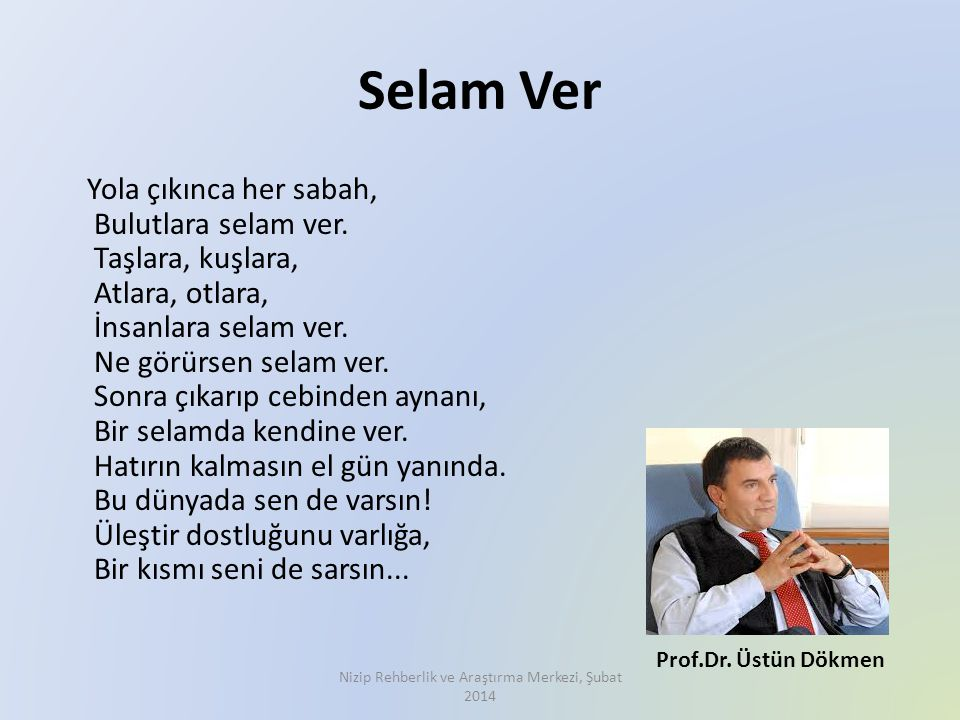 Selam Ver
Yola çıkınca her sabah,
Bulutlara selam ver.
Taşlara, kuşlara,
Atlara, otlara,
İnsanlara selam ver.
Ne görürsen selam ver.
Sonra çıkarıp cebinden aynanı,
Bir selamda kendine ver.
Hatırın kalmasın el gün yanında.
Bu dünyada sen de varsın!
Üleştir dostluğunu varlığa,
Bir kısmı seni de sarsın...
Prof.Dr. Üstün Dökmen
Nizip Rehberlik ve Araştırma Merkezi, Şubat
2014